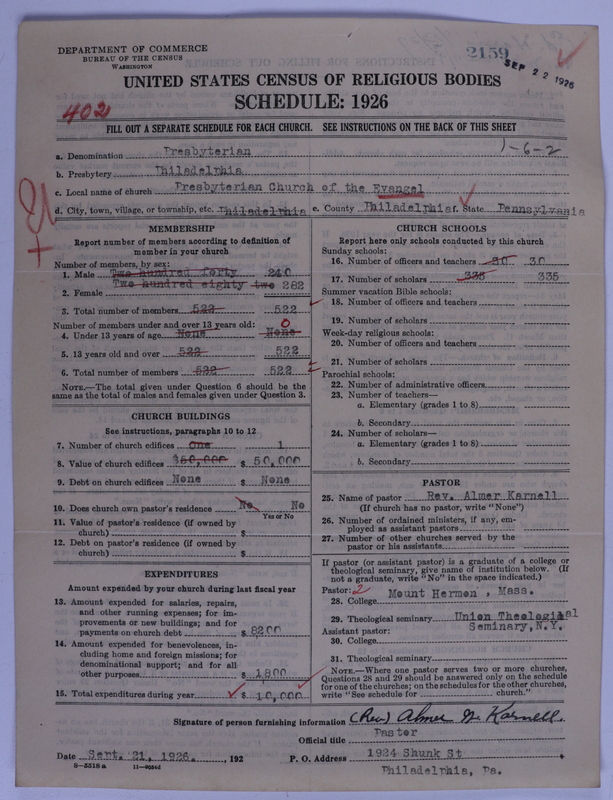 DEPARTMENT OF COMMERCE
BUREAU OF THE CENSUS
WASHINGTON
2159
SEP 22 1926
UNITED STATES CENSUS OF RELIGIOUS BODIES
SCHEDULE: 1926
402
FILL OUT A SEPARATE SCHEDULE FOR EACH CHURCH. SEE INSTRUCTIONS ON THE BACK OF THIS SHEET
1-6-2
a. Denomination Presbyterian
b. Presbytery Philadelphia
c. Local name of church Presbyterian Church of the Evangel
d. City, town, village, or township, etc. Philadelphia e. County Philadelphia f. State Pennsylvania
MEMBERSHIP
Report number of members according to definition of member in your church
Number of members, by sex:
1. Male Two hundred forty 240
2. Female Two hundred eighty two 282
3. Total number of members 522 522
Number of members under and over 13 years old: 0
4. Under 13 years of age None None
5. 13 years old and over 522 522
6. Total number of members 522 522
NOTE.—The total given under Question 6 should be
same as the total of males and females given under Question 3.
CHURCH BUILDINGS
See instructions, paragraphs 10 to 12
7. Number of church edifices One 1
8. Value of church edifices $50,000 $ 50,000
9. Debt on church edifices None $ None
10. Does church own pastor's residence No No
Yes or No
11. Value of pastor's residence (if owned by
church) $
12. Debt on pastor's residence (if owned by
church) $
EXPENDITURES
Amount expended by your church during last fiscal year
13. Amount expended for salaries, repairs,
and other running expenses; for im-
provements or new buildings; and for
payments on church debt $ 8200
14. Amount expended for benevolences, in-
cluding home and foreign missions; for
denominational support; and for all
other purposes $ 1800
15. Total expenditures during year $ 10,000
CHURCH SCHOOLS
Report here only schools conducted by this church
Sunday schools:
16. Number of officers and teachers 30 30
17. Number of scholars 335 335
Summer vacation Bible schools:
18. Number of officers and teachers
19. Number of scholars
Week-day religious schools:
20. Number of officers and teachers
21. Number of scholars
Parochial schools:
22. Number of administrative officers
23. Number of teachers—
a. Elementary (grades 1 to 8)
b. Secondary
24. Number of scholars—
a. Elementary (grades 1 to 8)
b. Secondary
PASTOR
25. Name of pastor Rev. Almer Karnell
(If church has no pastor, write "None")
26. Number of ordained ministers, if any, em-
ployed as assistant pastors
27. Number of other churches served by the
pastor or his assistants
If pastor (or assistant pastor) is a graduate of a college or
theological seminary, give name of institution below. (If
not a graduate, write "No" in the space indicated.)
Pastor: 2
28. College Mount Hermon, Mass.
29. Theological seminary Union Theological
Seminary, N.Y.
Assistant pastor:
30. College
31. Theological seminary
NOTE.—Where one pastor serves two or more churches,
Questions 28 and 29 should be answered only on the schedule
for one of the churches; on the schedules for the other churches,
write "See schedule for church."
Signature of person furnishing information (Rev) Almer W. Karnell.
Official title Pastor
Date Sept. 21, 1926. , 192 P. O. Address 1924 Shunk St
8-5518a 11-9056d
Philadelphia, Pa.